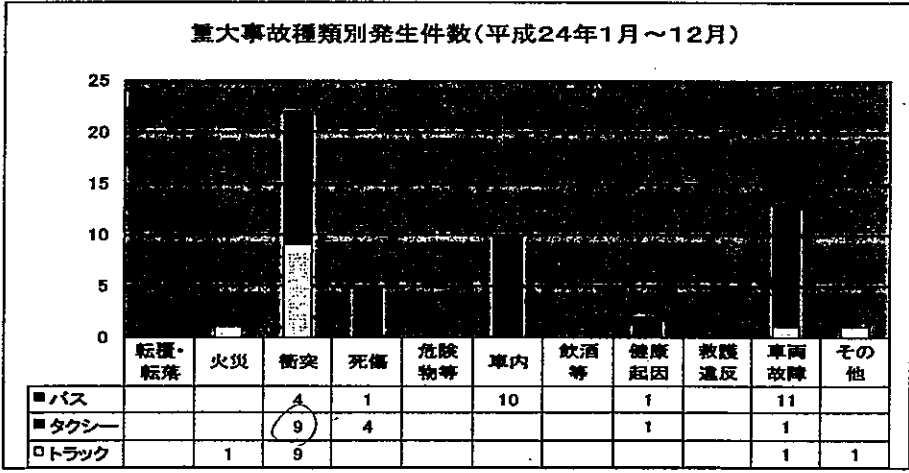 重大事故種類別発生件数(平成24年1月～12月)
25
20
15
10
5
0
転覆・転落 火災 衝突 死傷 危険物等 車内 飲酒等 健康起因 救護違反 車両故障 その他
■バス 4 1 10 1 11
■タクシー 9 4 1 1
□トラック 1 9 1 1